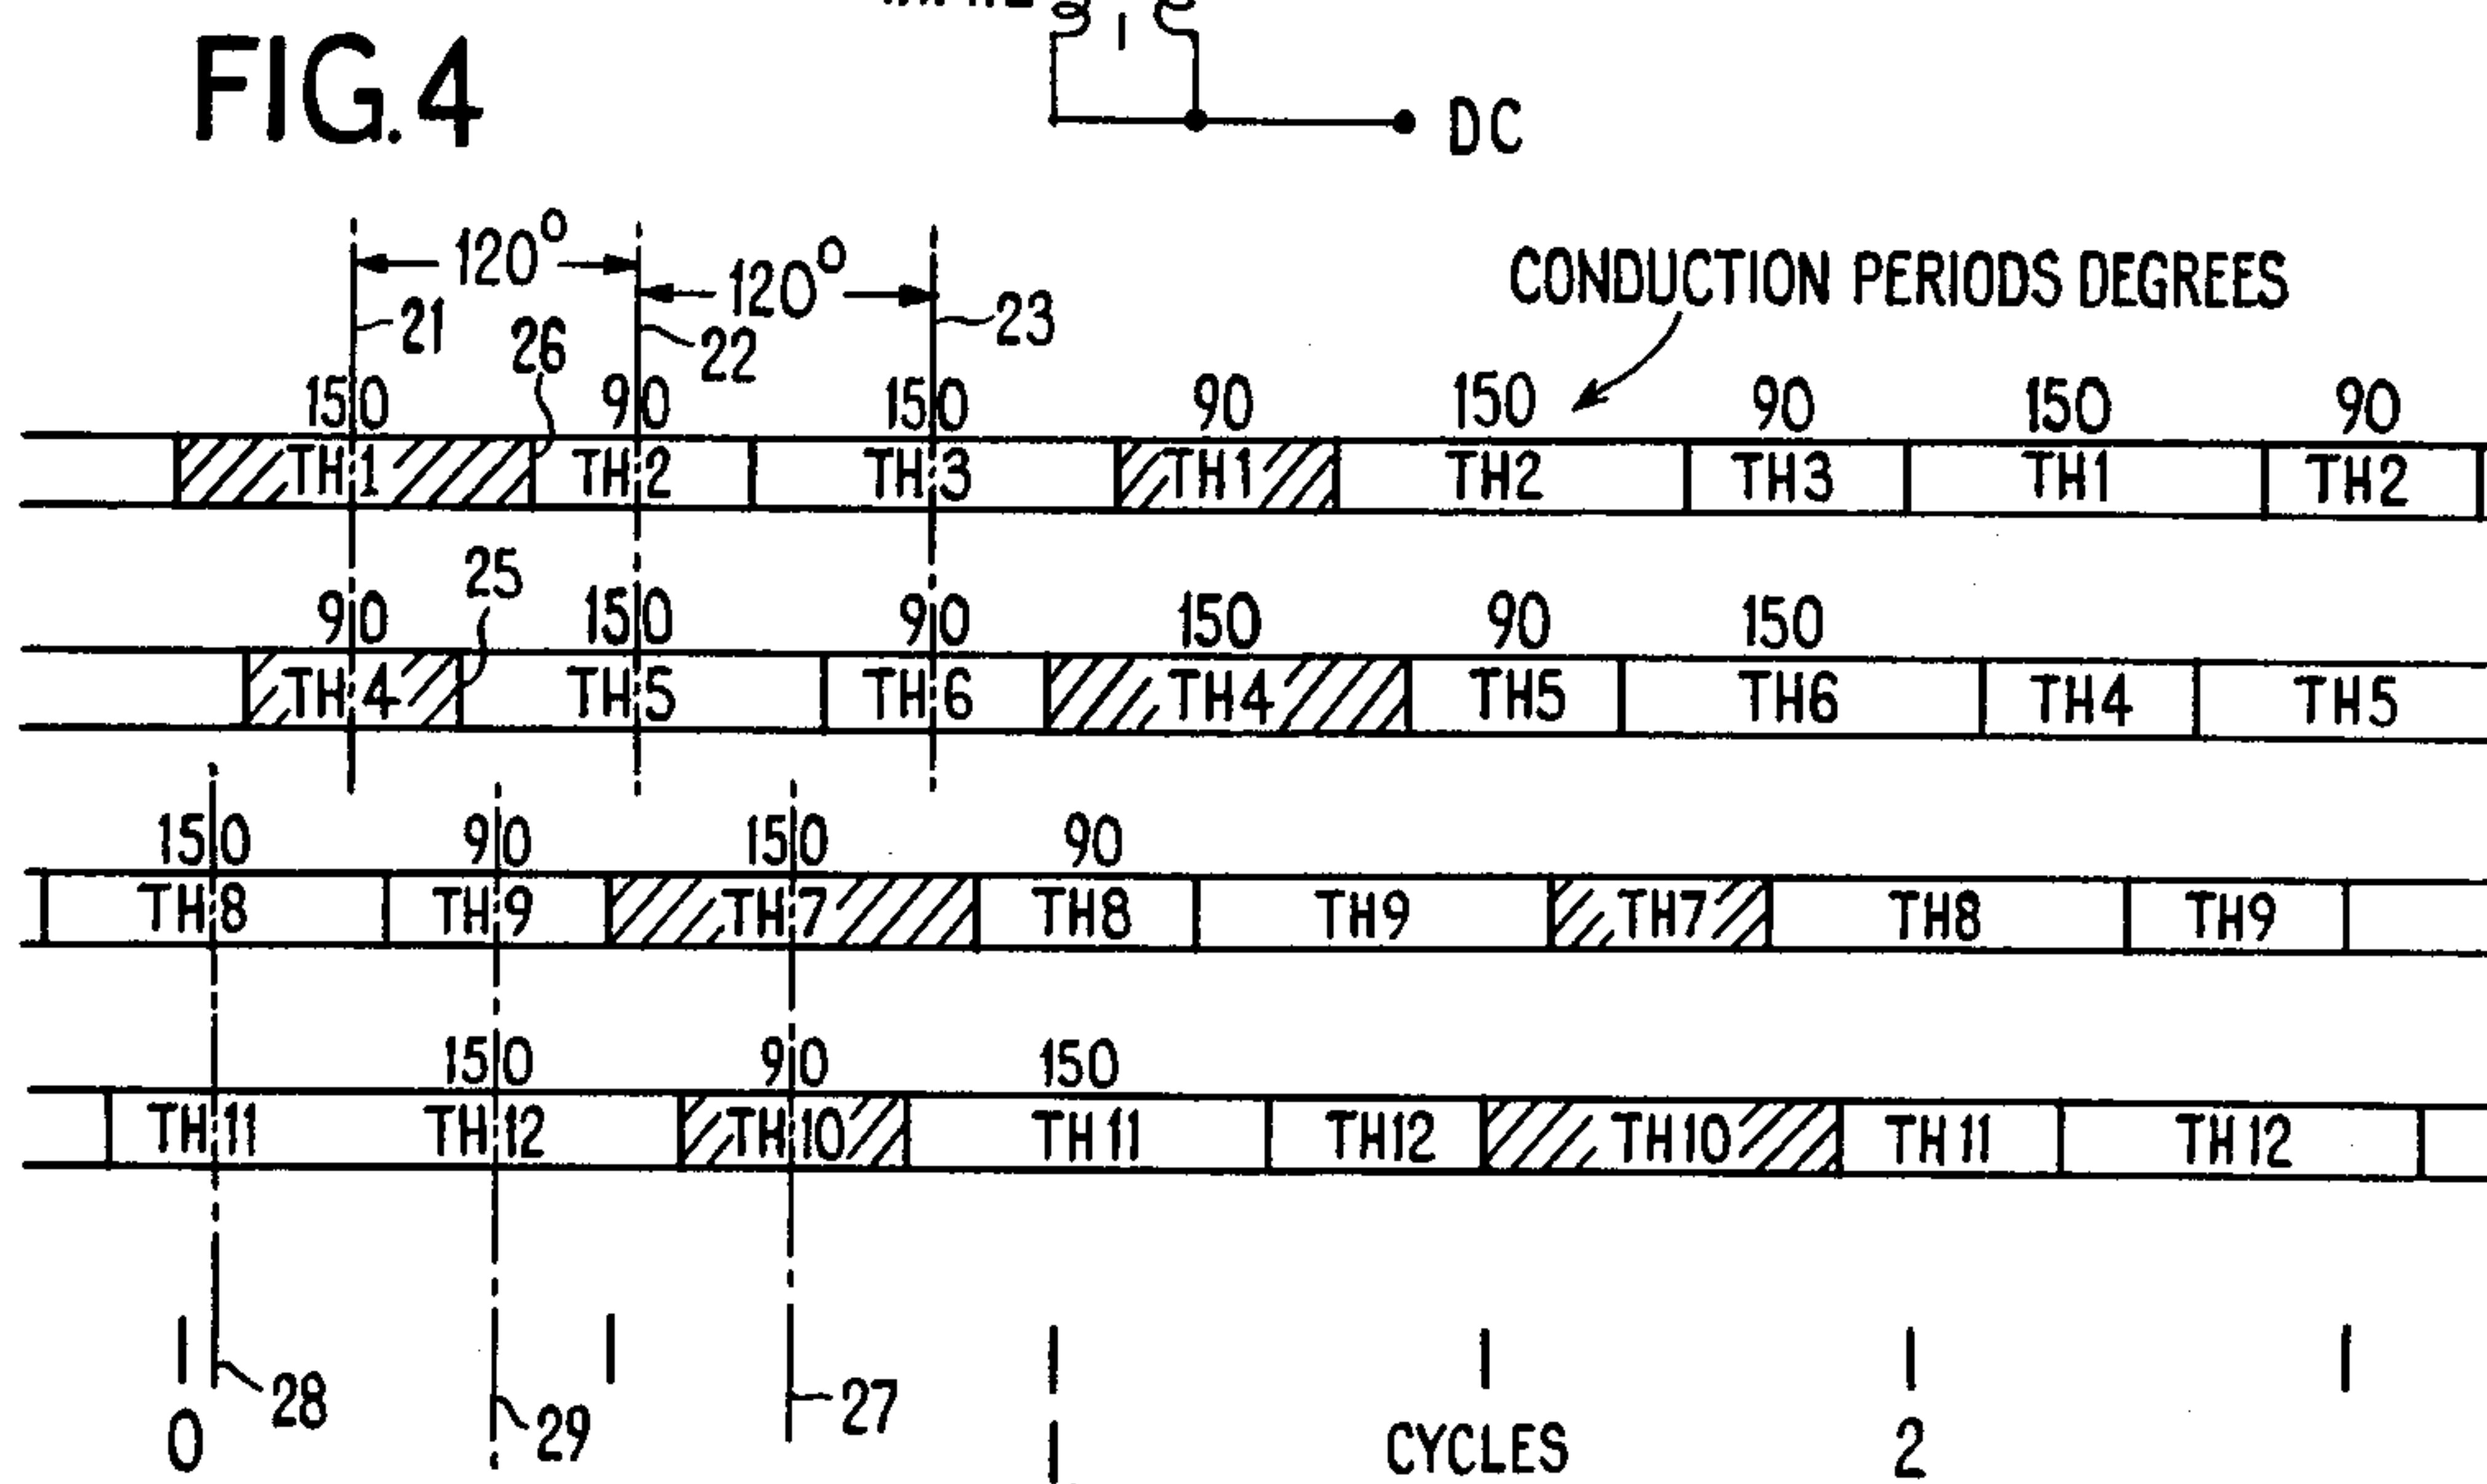 FIG.4
DC
120° 120° CONDUCTION PERIODS DEGREES
21 26 22 23
150 90 150 90 150 90 150 90
TH1 TH2 TH3 TH1 TH2 TH3 TH1 TH2
25
90 150 90 150 90 150
TH4 TH5 TH6 TH4 TH5 TH6 TH4 TH5
150 90 150 90
TH8 TH9 TH7 TH8 TH9 TH7 TH8 TH9
150 90 150
TH11 TH12 TH10 TH11 TH12 TH10 TH11 TH12
28 29 27
0 1 CYCLES 2